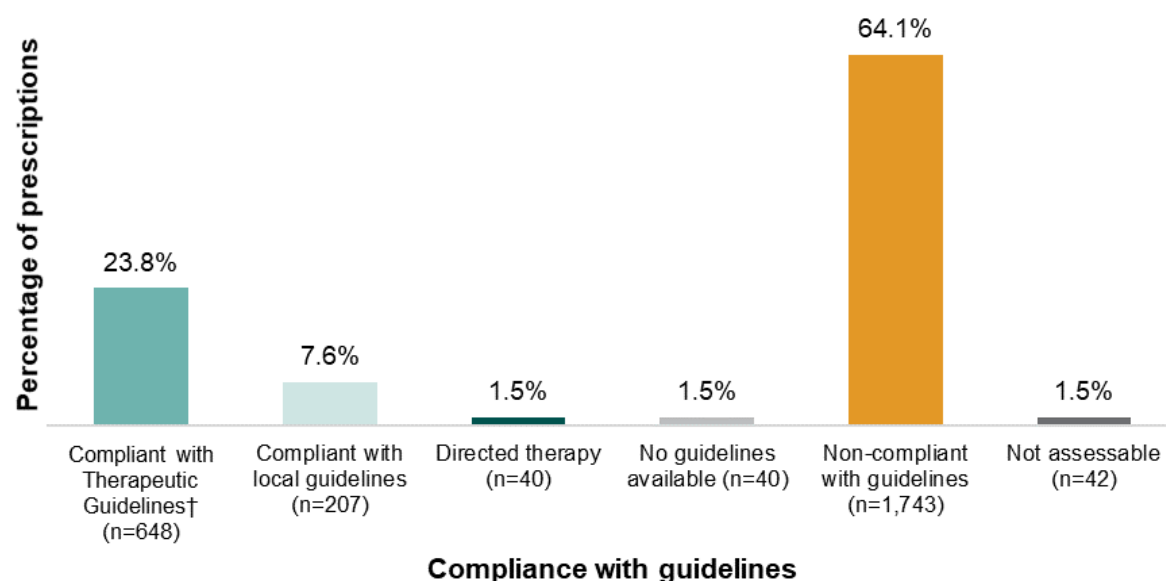 Percentage of prescriptions
64.1%
23.8%
7.6%
1.5%
1.5%
1.5%
Compliant with
Therapeutic
Guidelines†
(n=648)
Compliant with
local guidelines
(n=207)
Directed therapy
(n=40)
No guidelines
available (n=40)
Non-compliant
with guidelines
(n=1,743)
Not assessable
(n=42)
Compliance with guidelines